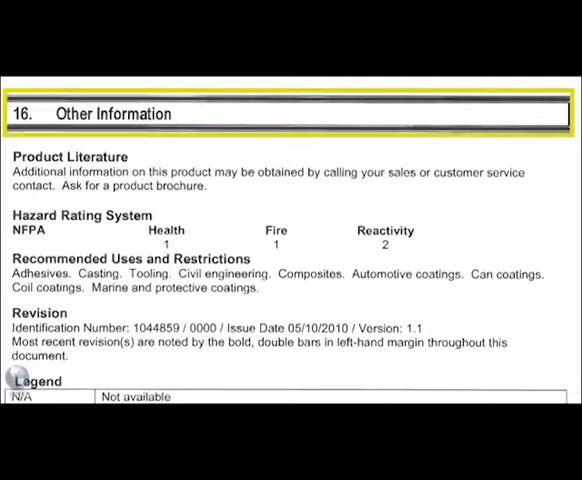 16. Other Information
Product Literature
Additional information on this product may be obtained by calling your sales or customer service
contact. Ask for a product brochure.
Hazard Rating System
NFPA Health Fire Reactivity
1 1 2
Recommended Uses and Restrictions
Adhesives. Casting. Tooling. Civil engineering. Composites. Automotive coatings. Can coatings.
Coil coatings. Marine and protective coatings.
Revision
Identification Number: 1044859 / 0000 / Issue Date 05/10/2010 / Version: 1.1
Most recent revision(s) are noted by the bold, double bars in left-hand margin throughout this
document.
Legend
N/A Not available